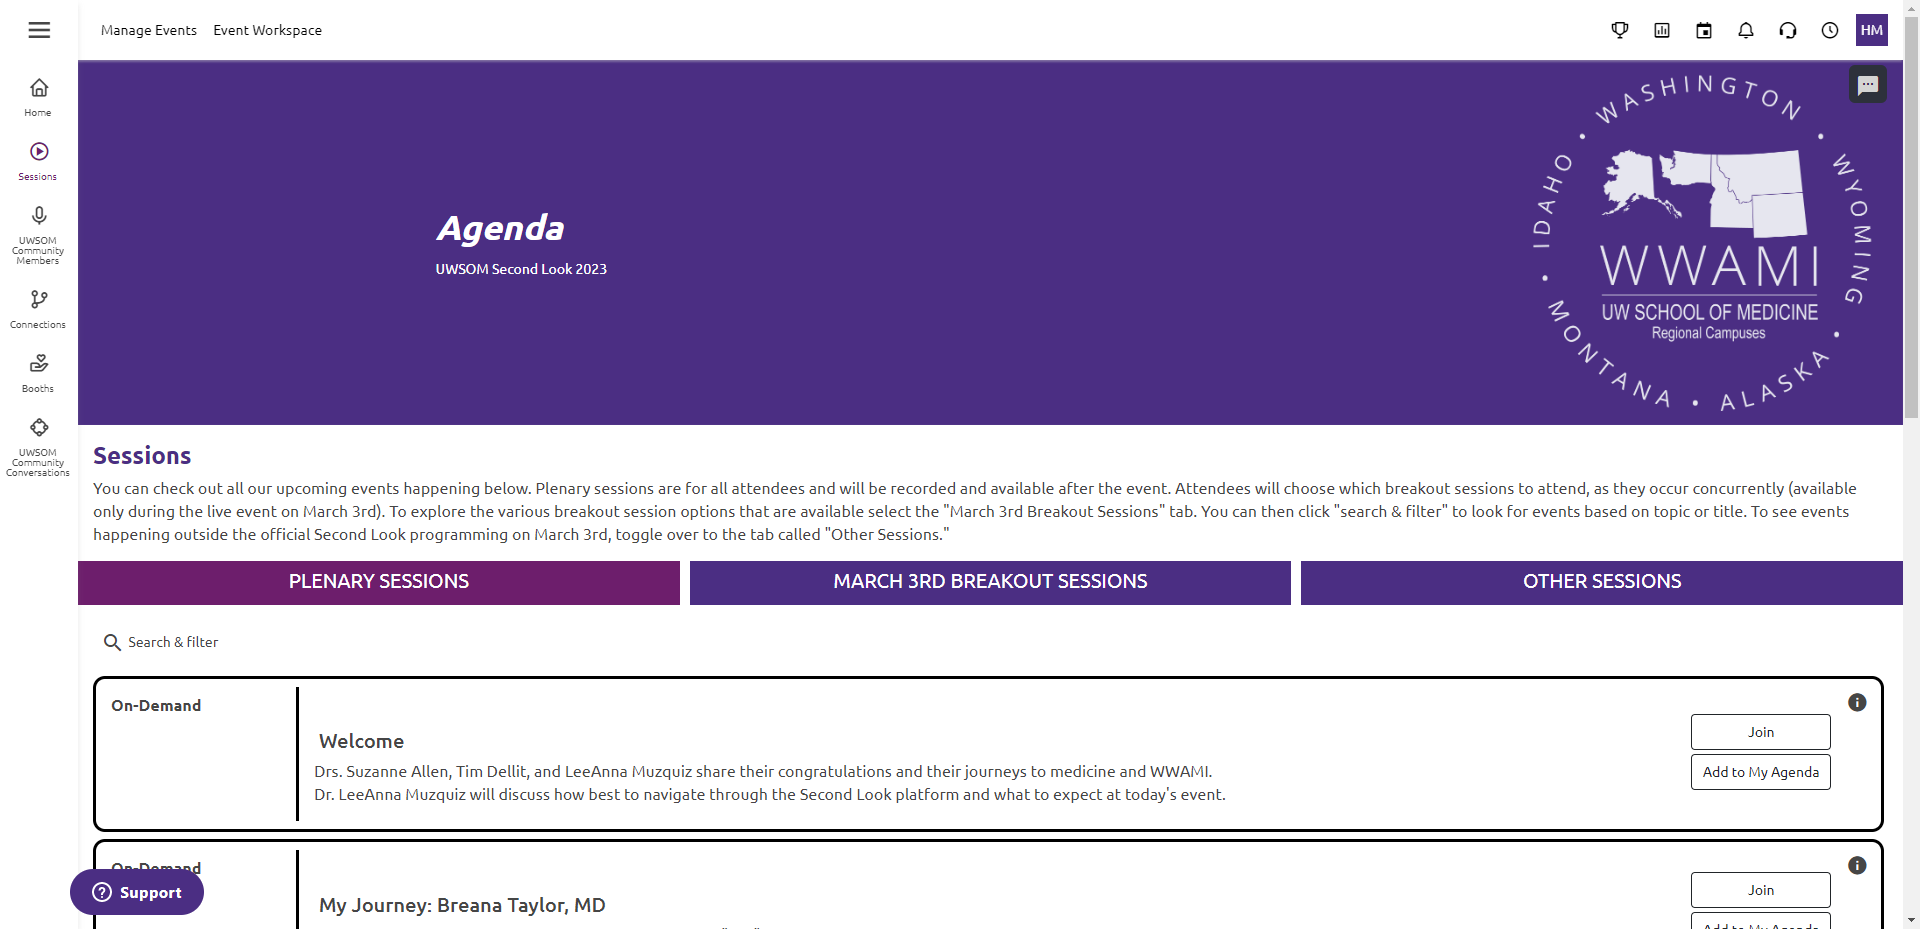 Manage Events
Event Workspace
HM
Home
Sessions
UWSOM
Community
Members
Connections
Booths
UWSOM
Community
Conversations
Agenda
UWSOM Second Look 2023
WASHINGTON • WYOMING • ALASKA • MONTANA • IDAHO •
WWAMI
UW SCHOOL OF MEDICINE
Regional Campuses
Sessions
You can check out all our upcoming events happening below. Plenary sessions are for all attendees and will be recorded and available after the event. Attendees will choose which breakout sessions to attend, as they occur concurrently (available
only during the live event on March 3rd). To explore the various breakout session options that are available select the "March 3rd Breakout Sessions" tab. You can then click "search & filter" to look for events based on topic or title. To see events
happening outside the official Second Look programming on March 3rd, toggle over to the tab called "Other Sessions."
PLENARY SESSIONS
MARCH 3RD BREAKOUT SESSIONS
OTHER SESSIONS
Search & filter
On-Demand
Welcome
Drs. Suzanne Allen, Tim Dellit, and LeeAnna Muzquiz share their congratulations and their journeys to medicine and WWAMI.
Dr. LeeAnna Muzquiz will discuss how best to navigate through the Second Look platform and what to expect at today's event.
Join
Add to My Agenda
On-Demand
My Journey: Breana Taylor, MD
Join
Add to My Agenda
Support